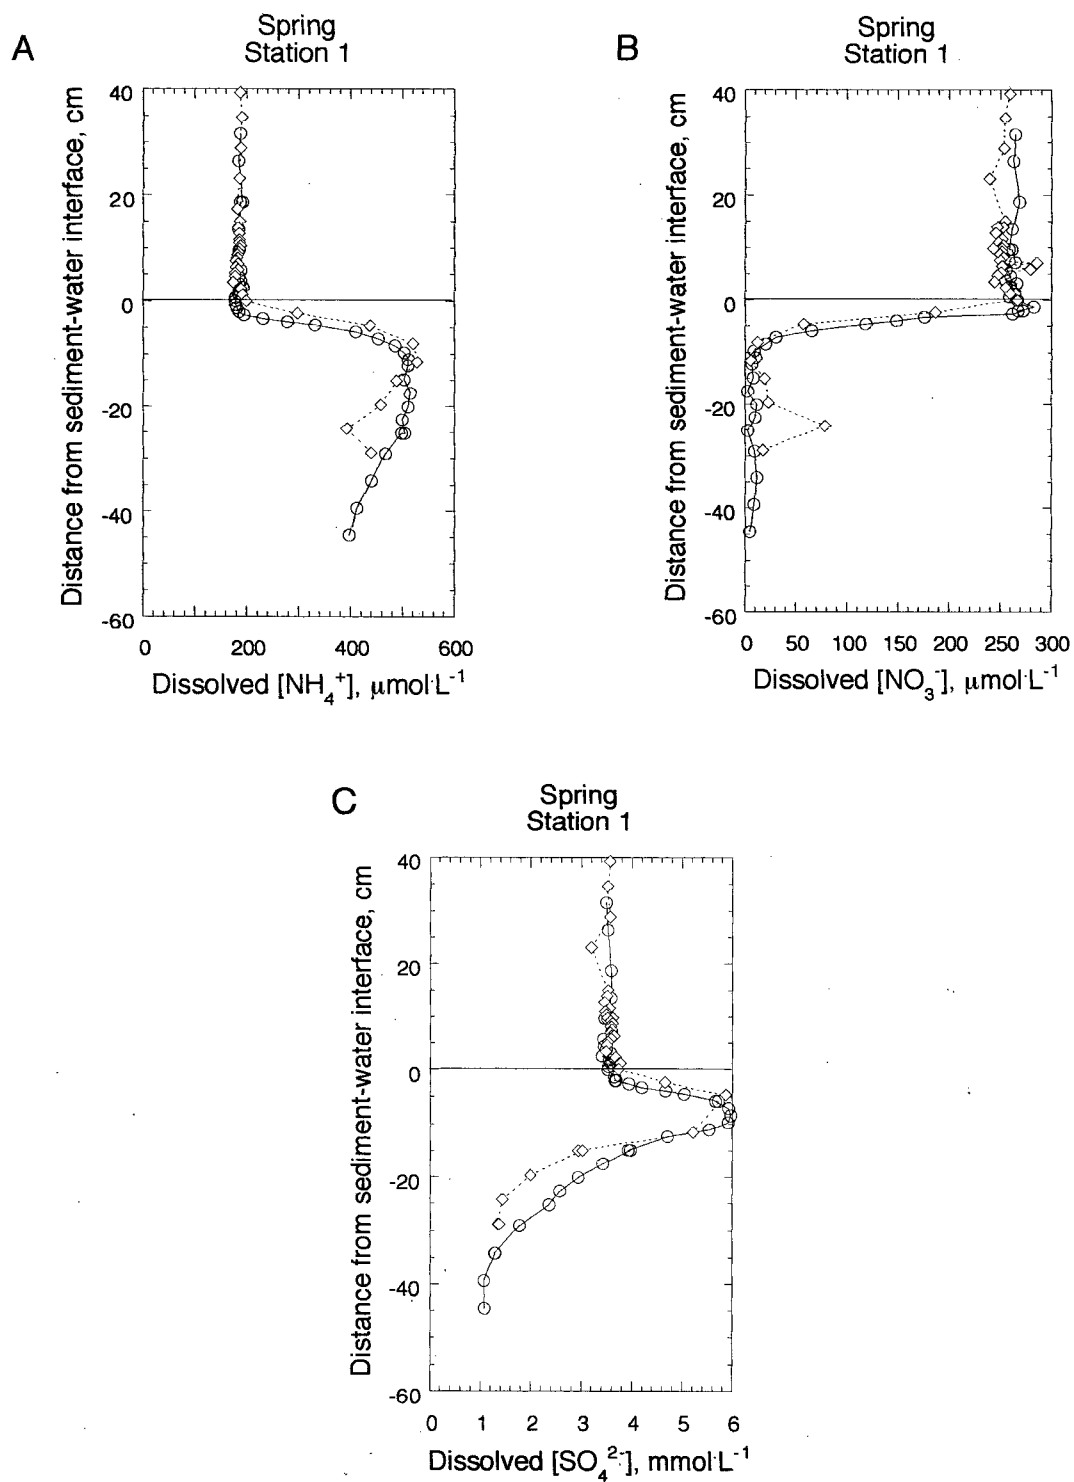 A
Spring
Station 1
Distance from sediment-water interface, cm
40
20
0
-20
-40
-60
0 200 400 600
Dissolved [NH₄⁺], µmol·L⁻¹
B
Spring
Station 1
Distance from sediment-water interface, cm
40
20
0
-20
-40
-60
0 50 100 150 200 250 300
Dissolved [NO₃⁻], µmol·L⁻¹
C
Spring
Station 1
Distance from sediment-water interface, cm
40
20
0
-20
-40
-60
0 1 2 3 4 5 6
Dissolved [SO₄²⁻], mmol·L⁻¹